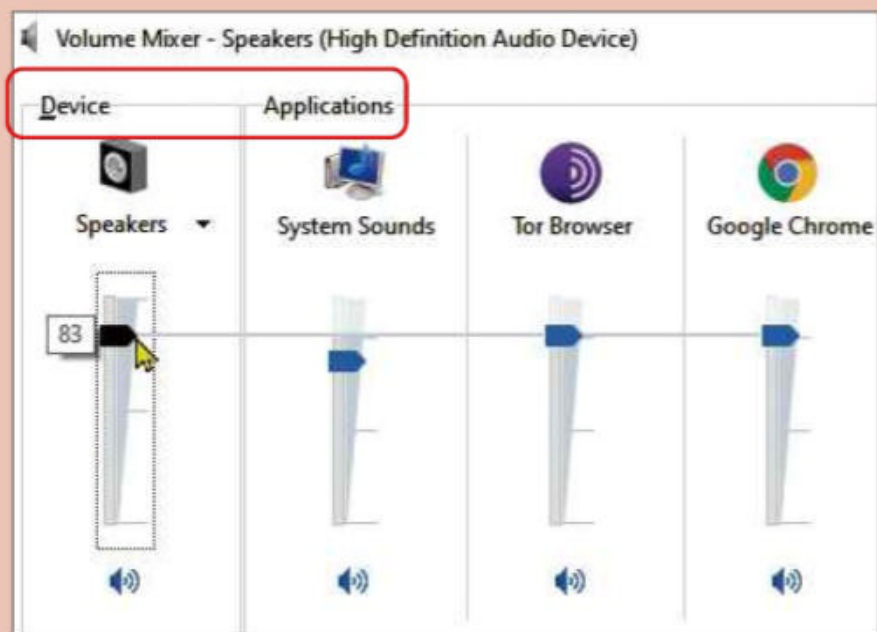 Volume Mixer - Speakers (High Definition Audio Device)
Device Applications
Speakers System Sounds Tor Browser Google Chrome
83